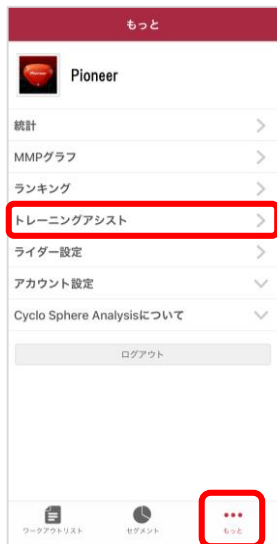 もっと
Pioneer
統計
MMPグラフ
ランキング
トレーニングアシスト
ライダー設定
アカウント設定
Cyclo Sphere Analysisについて
ログアウト
ワークアウトリスト
セグメント
もっと